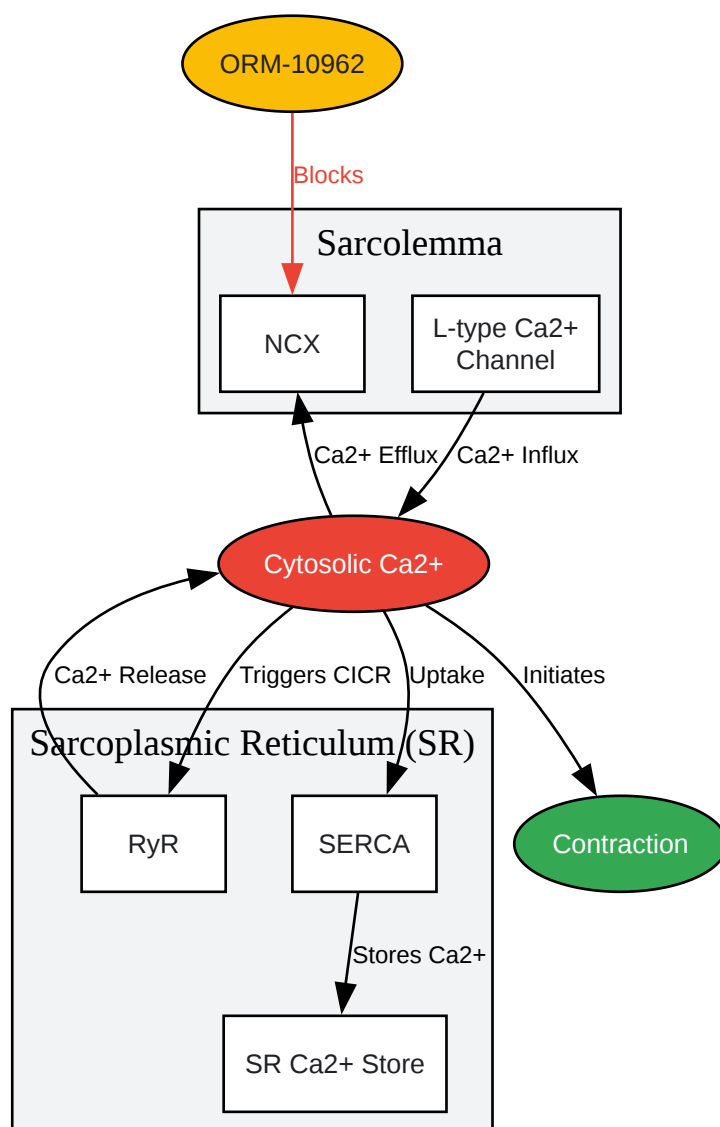 ORM-10962
Blocks
Sarcolemma
NCX
L-type Ca2+
Channel
Ca2+ Efflux
Ca2+ Influx
Cytosolic Ca2+
Ca2+ Release
Triggers CICR
Uptake
Initiates
Sarcoplasmic Reticulum (SR)
RyR
SERCA
Contraction
Stores Ca2+
SR Ca2+ Store